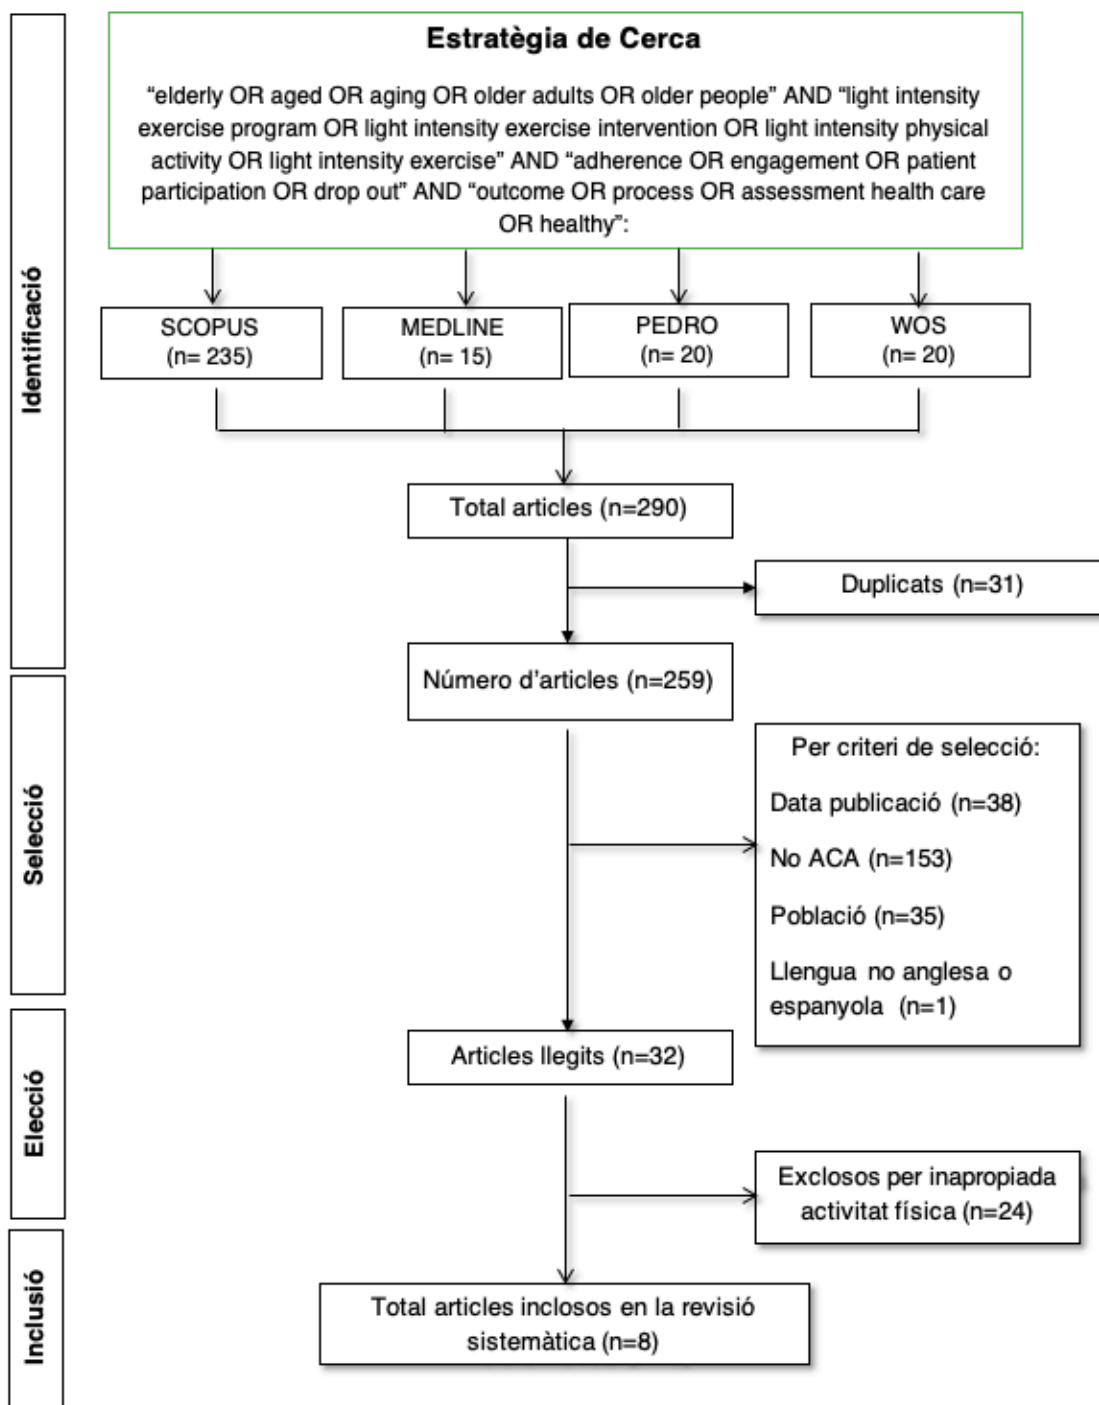 Estratègia de Cerca
“elderly OR aged OR aging OR older adults OR older people” AND “light intensity
exercise program OR light intensity exercise intervention OR light intensity physical
activity OR light intensity exercise” AND “adherence OR engagement OR patient
participation OR drop out” AND “outcome OR process OR assessment health care
OR healthy”:
Identificació
SCOPUS
(n= 235)
MEDLINE
(n= 15)
PEDRO
(n= 20)
WOS
(n= 20)
Total articles (n=290)
Duplicats (n=31)
Número d’articles (n=259)
Selecció
Per criteri de selecció:
Data publicació (n=38)
No ACA (n=153)
Població (n=35)
Llengua no anglesa o
espanyola (n=1)
Elecció
Articles llegits (n=32)
Exclosos per inapropiada
activitat física (n=24)
Inclusió
Total articles inclosos en la revisió
sistemàtica (n=8)